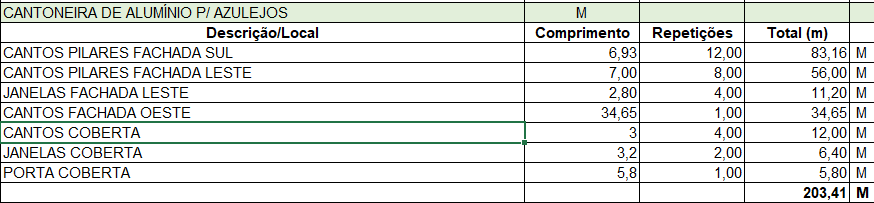 CANTONEIRA DE ALUMÍNIO P/ AZULEJOS M
Descrição/Local Comprimento Repetições Total (m)
CANTOS PILARES FACHADA SUL 6,93 12,00 83,16 M
CANTOS PILARES FACHADA LESTE 7,00 8,00 56,00 M
JANELAS FACHADA LESTE 2,80 4,00 11,20 M
CANTOS FACHADA OESTE 34,65 1,00 34,65 M
CANTOS COBERTA 3 4,00 12,00 M
JANELAS COBERTA 3,2 2,00 6,40 M
PORTA COBERTA 5,8 1,00 5,80 M
203,41 M